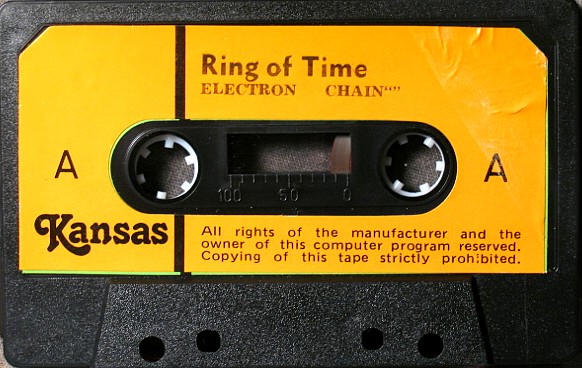 Ring of Time
ELECTRON CHAIN""
A A
100 50 0
Kansas
All rights of the manufacturer and the
owner of this computer program reserved.
Copying of this tape strictly prohibited.